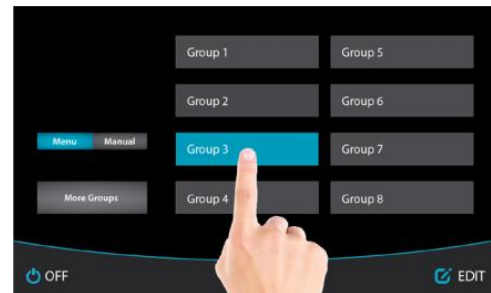 Group 1
Group 5
Group 2
Group 6
Menu
Manual
Group 3
Group 7
More Groups
Group 4
Group 8
OFF
EDIT